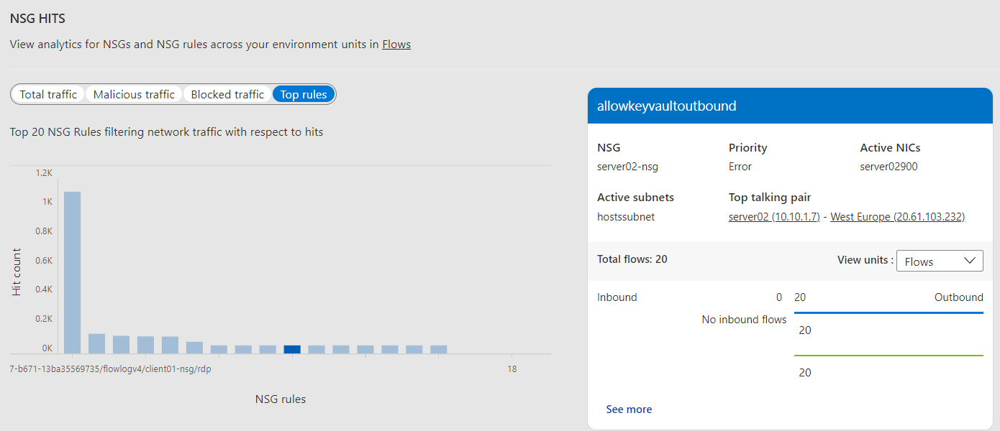 NSG HITS
View analytics for NSGs and NSG rules across your environment units in Flows
Total traffic Malicious traffic Blocked traffic Top rules
Top 20 NSG Rules filtering network traffic with respect to hits
1.2K
1K
0.8K
0.6K
0.4K
0.2K
0K
Hit count
7-b671-13ba35569735/flowlogv4/client01-nsg/rdp 18
NSG rules
allowkeyvaultoutbound
NSG Priority Active NICs
server02-nsg Error server02900
Active subnets Top talking pair
hostssubnet server02 (10.10.1.7) - West Europe (20.61.103.232)
Total flows: 20 View units : Flows
Inbound 0 20 Outbound
No inbound flows
20
20
See more